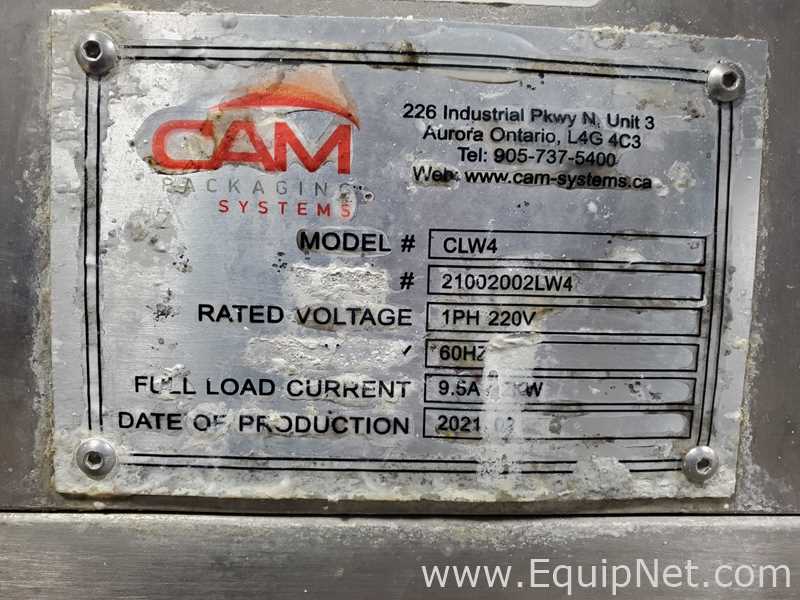 CAM
PACKAGING
SYSTEMS
226 Industrial Pkwy N, Unit 3
Aurora Ontario, L4G 4C3
Tel: 905-737-5400
Web: www.cam-systems.ca
MODEL # CLW4
# 21002002LW4
RATED VOLTAGE 1PH 220V
60HZ
FULL LOAD CURRENT 9.5A KW
DATE OF PRODUCTION 2021
www.EquipNet.com